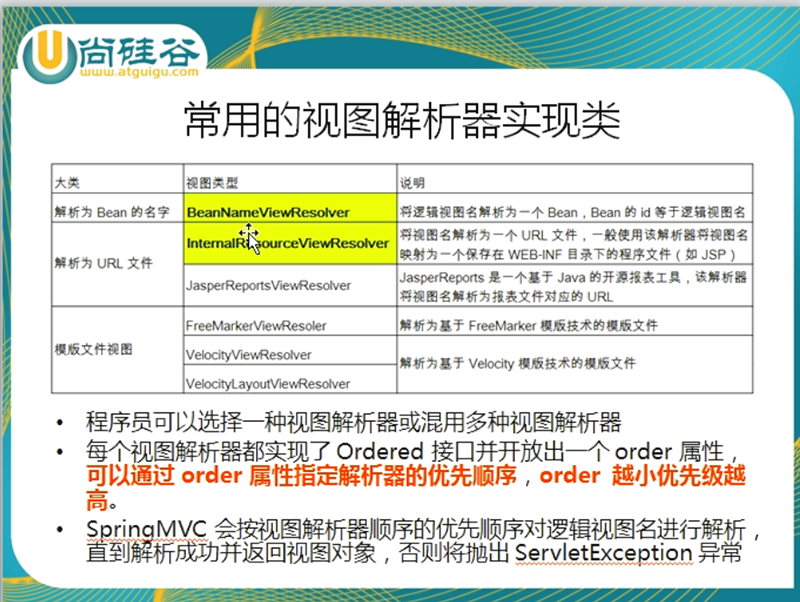 尚硅谷
www.atguigu.com
常用的视图解析器实现类
大类 视图类型 说明
解析为 Bean 的名字 BeanNameViewResolver 将逻辑视图名解析为一个 Bean，Bean 的 id 等于逻辑视图名
解析为 URL 文件 InternalResourceViewResolver 将视图名解析为一个 URL 文件，一般使用该解析器将视图名
映射为一个保存在 WEB-INF 目录下的程序文件（如 JSP）
JasperReportsViewResolver JasperReports 是一个基于 Java 的开源报表工具，该解析器
将视图名解析为报表文件对应的 URL
模版文件视图 FreeMarkerViewResoler 解析为基于 FreeMarker 模版技术的模版文件
VelocityViewResolver 解析为基于 Velocity 模版技术的模版文件
VelocityLayoutViewResolver
• 程序员可以选择一种视图解析器或混用多种视图解析器
• 每个视图解析器都实现了 Ordered 接口并开放出一个 order 属性，
可以通过 order 属性指定解析器的优先顺序，order 越小优先级越
高。
• SpringMVC 会按视图解析器顺序的优先顺序对逻辑视图名进行解析，
直到解析成功并返回视图对象，否则将抛出 ServletException 异常